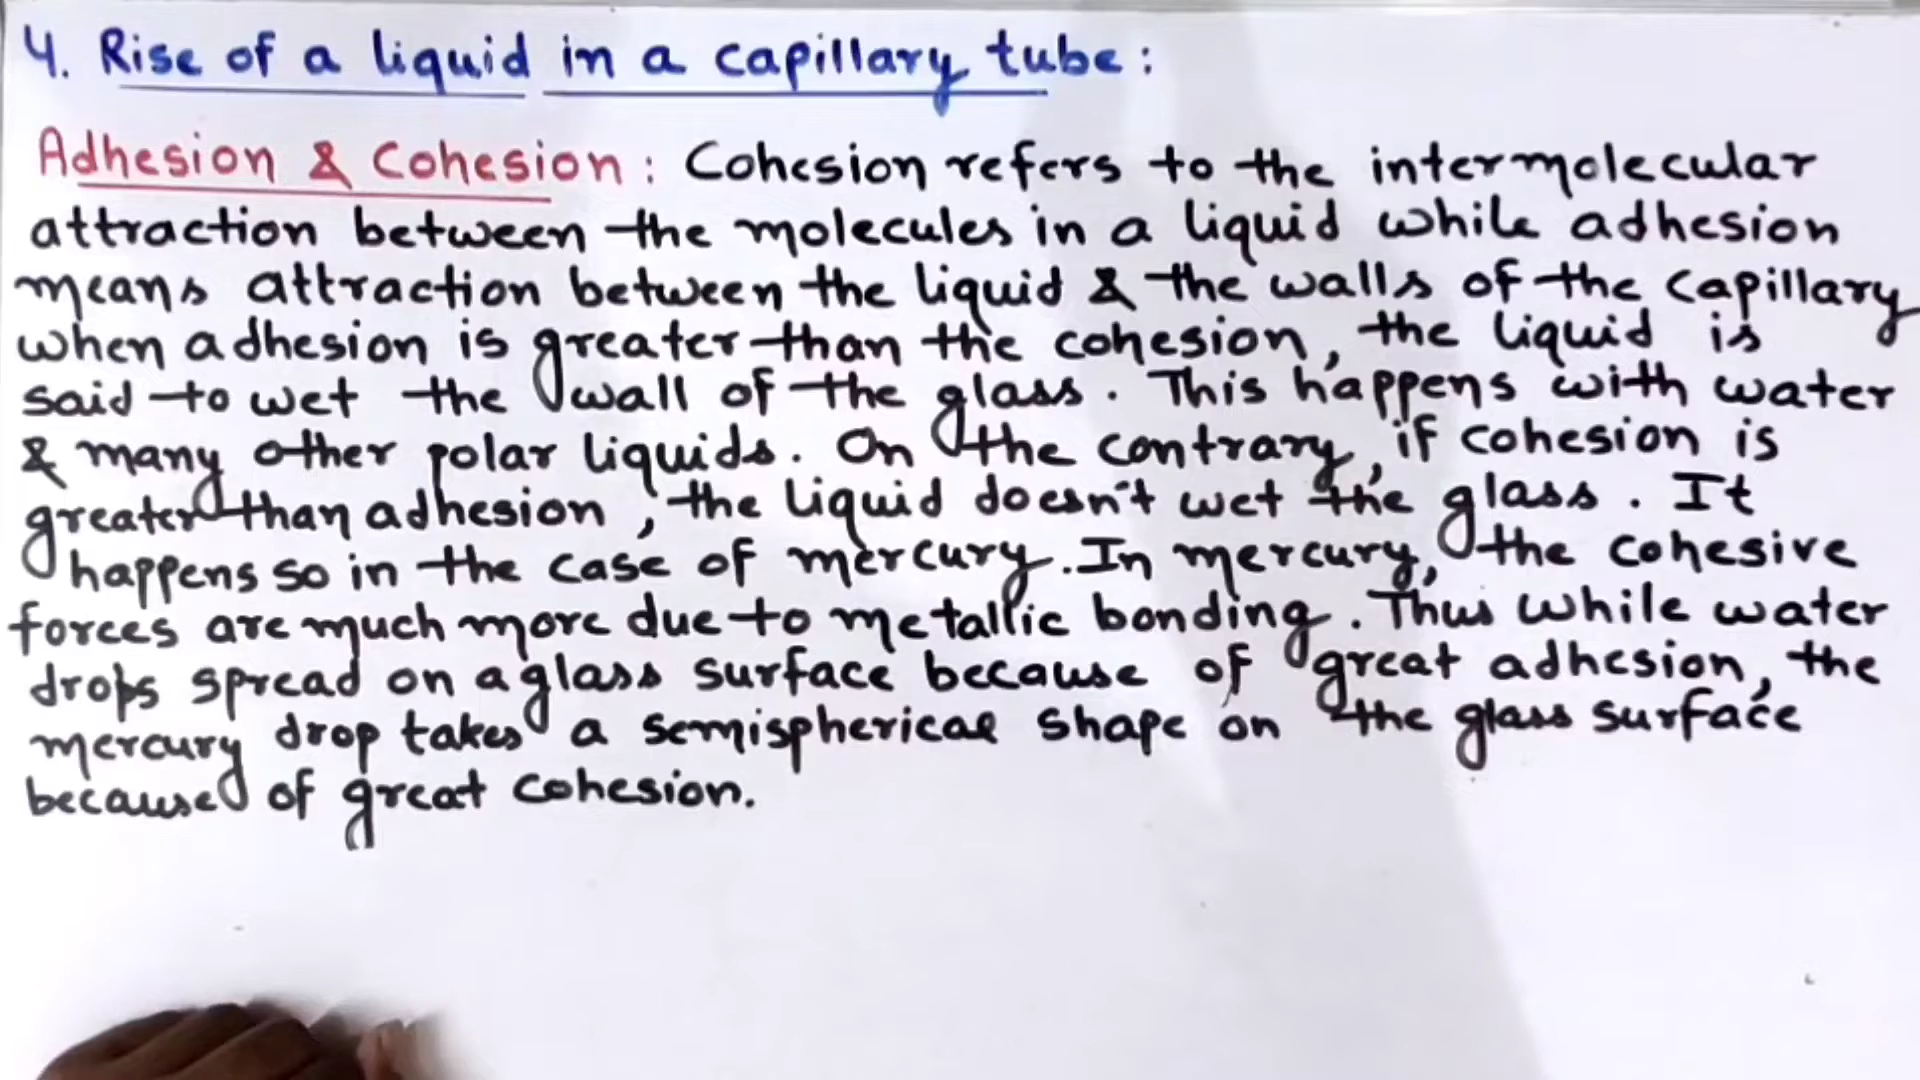 4. Rise of a liquid in a capillary tube:
Adhesion & Cohesion: Cohesion refers to the intermolecular
attraction between the molecules in a liquid while adhesion
means attraction between the liquid & the walls of the capillary
when adhesion is greater than the cohesion, the liquid is
said to wet the wall of the glass. This happens with water
& many other polar liquids. On the contrary, if cohesion is
greater than adhesion, the liquid doesn't wet the glass. It
happens so in the case of mercury. In mercury, the cohesive
forces are much more due to metallic bonding. Thus while water
drops spread on a glass surface because of great adhesion, the
mercury drop takes a semispherical shape on the glass surface
because of great cohesion.